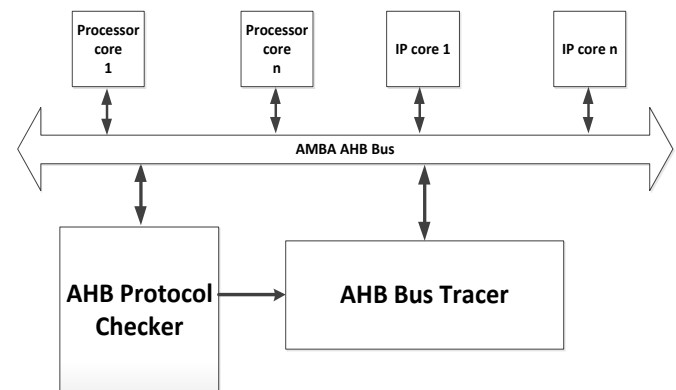 Processor
core
1
Processor
core
n
IP core 1
IP core n
AMBA AHB Bus
AHB Protocol
Checker
AHB Bus Tracer